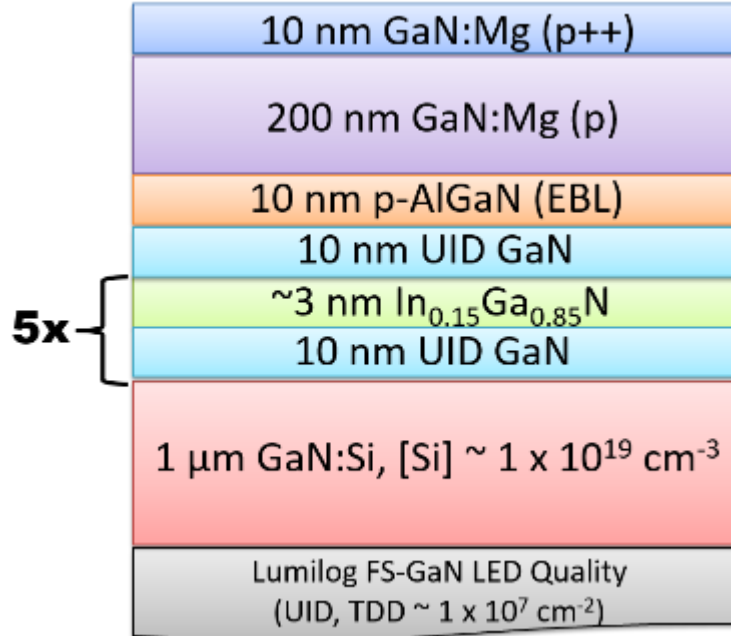 10 nm GaN:Mg (p++)
200 nm GaN:Mg (p)
10 nm p-AlGaN (EBL)
10 nm UID GaN
5x
~3 nm In₀.₁₅Ga₀.₈₅N
10 nm UID GaN
1 µm GaN:Si, [Si] ~ 1 x 10¹⁹ cm⁻³
Lumilog FS-GaN LED Quality
(UID, TDD ~ 1 x 10⁷ cm⁻²)